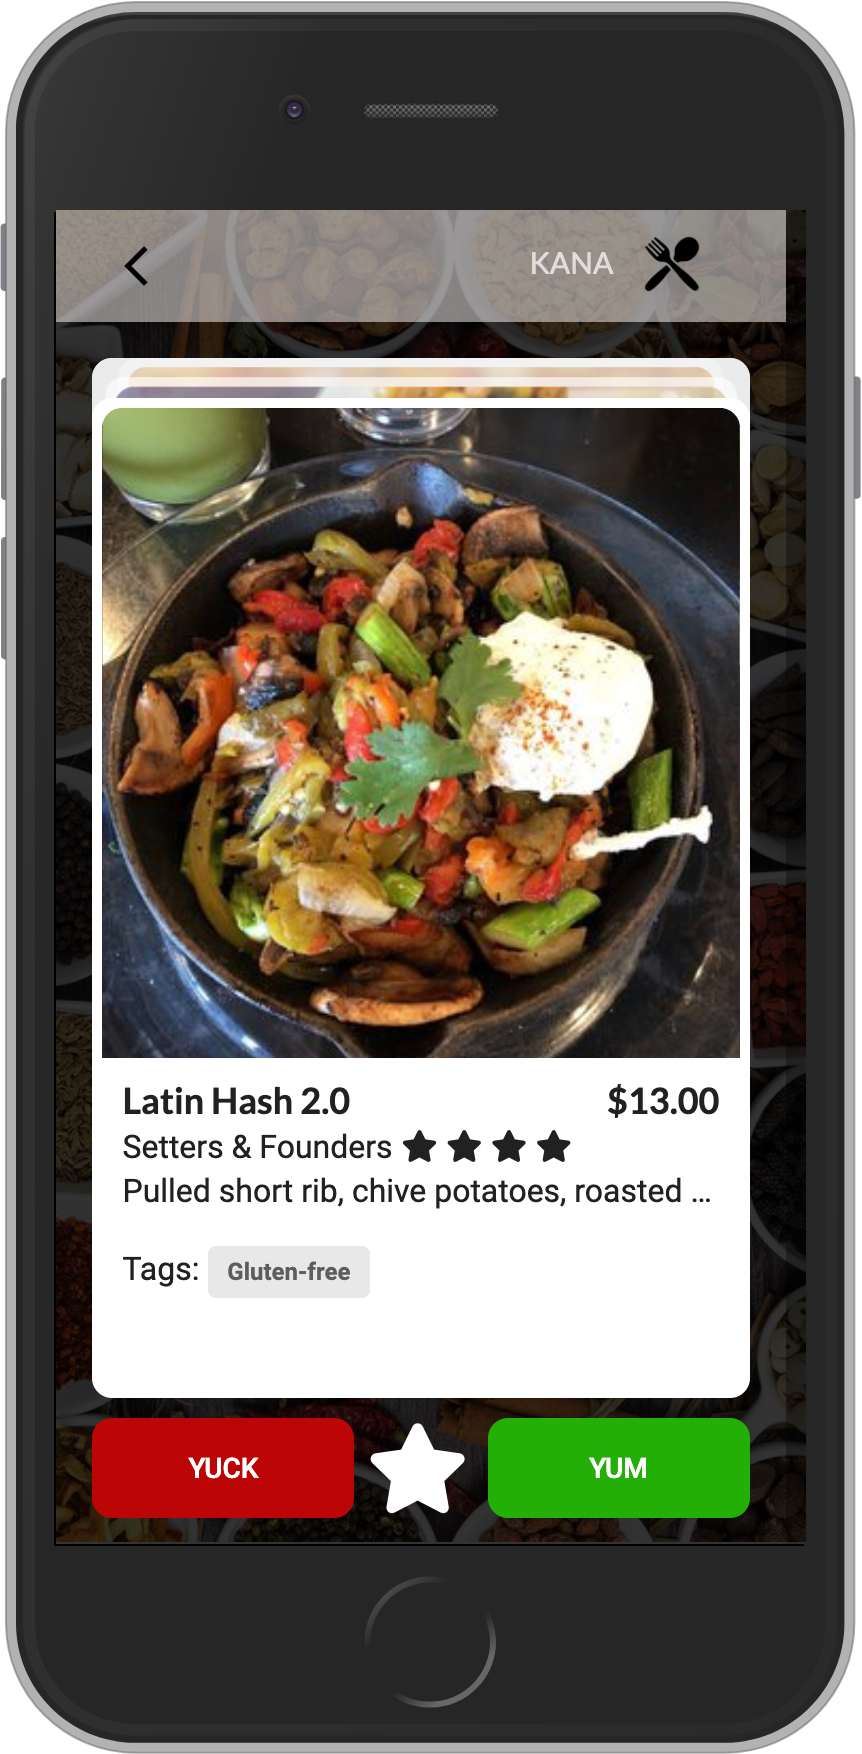 KANA
Latin Hash 2.0 $13.00
Setters & Founders
Pulled short rib, chive potatoes, roasted ...
Tags: Gluten-free
YUCK YUM